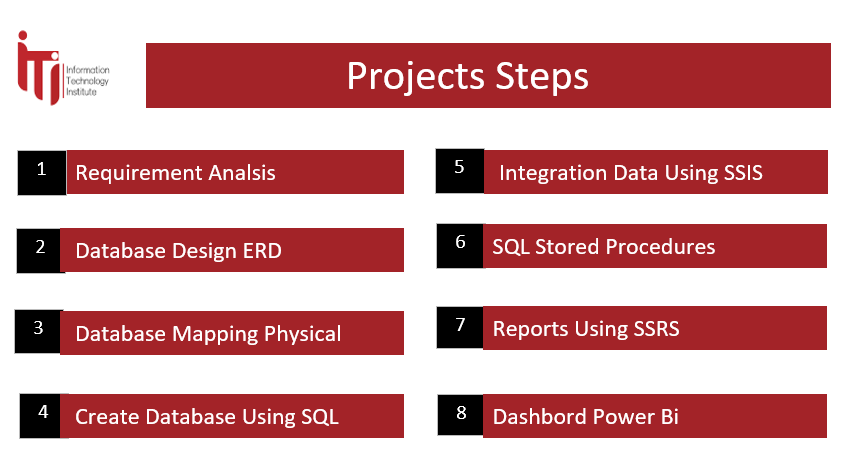 Information
Technology
Institute
Projects Steps
1 Requirement Analsis
2 Database Design ERD
3 Database Mapping Physical
4 Create Database Using SQL
5 Integration Data Using SSIS
6 SQL Stored Procedures
7 Reports Using SSRS
8 Dashbord Power Bi